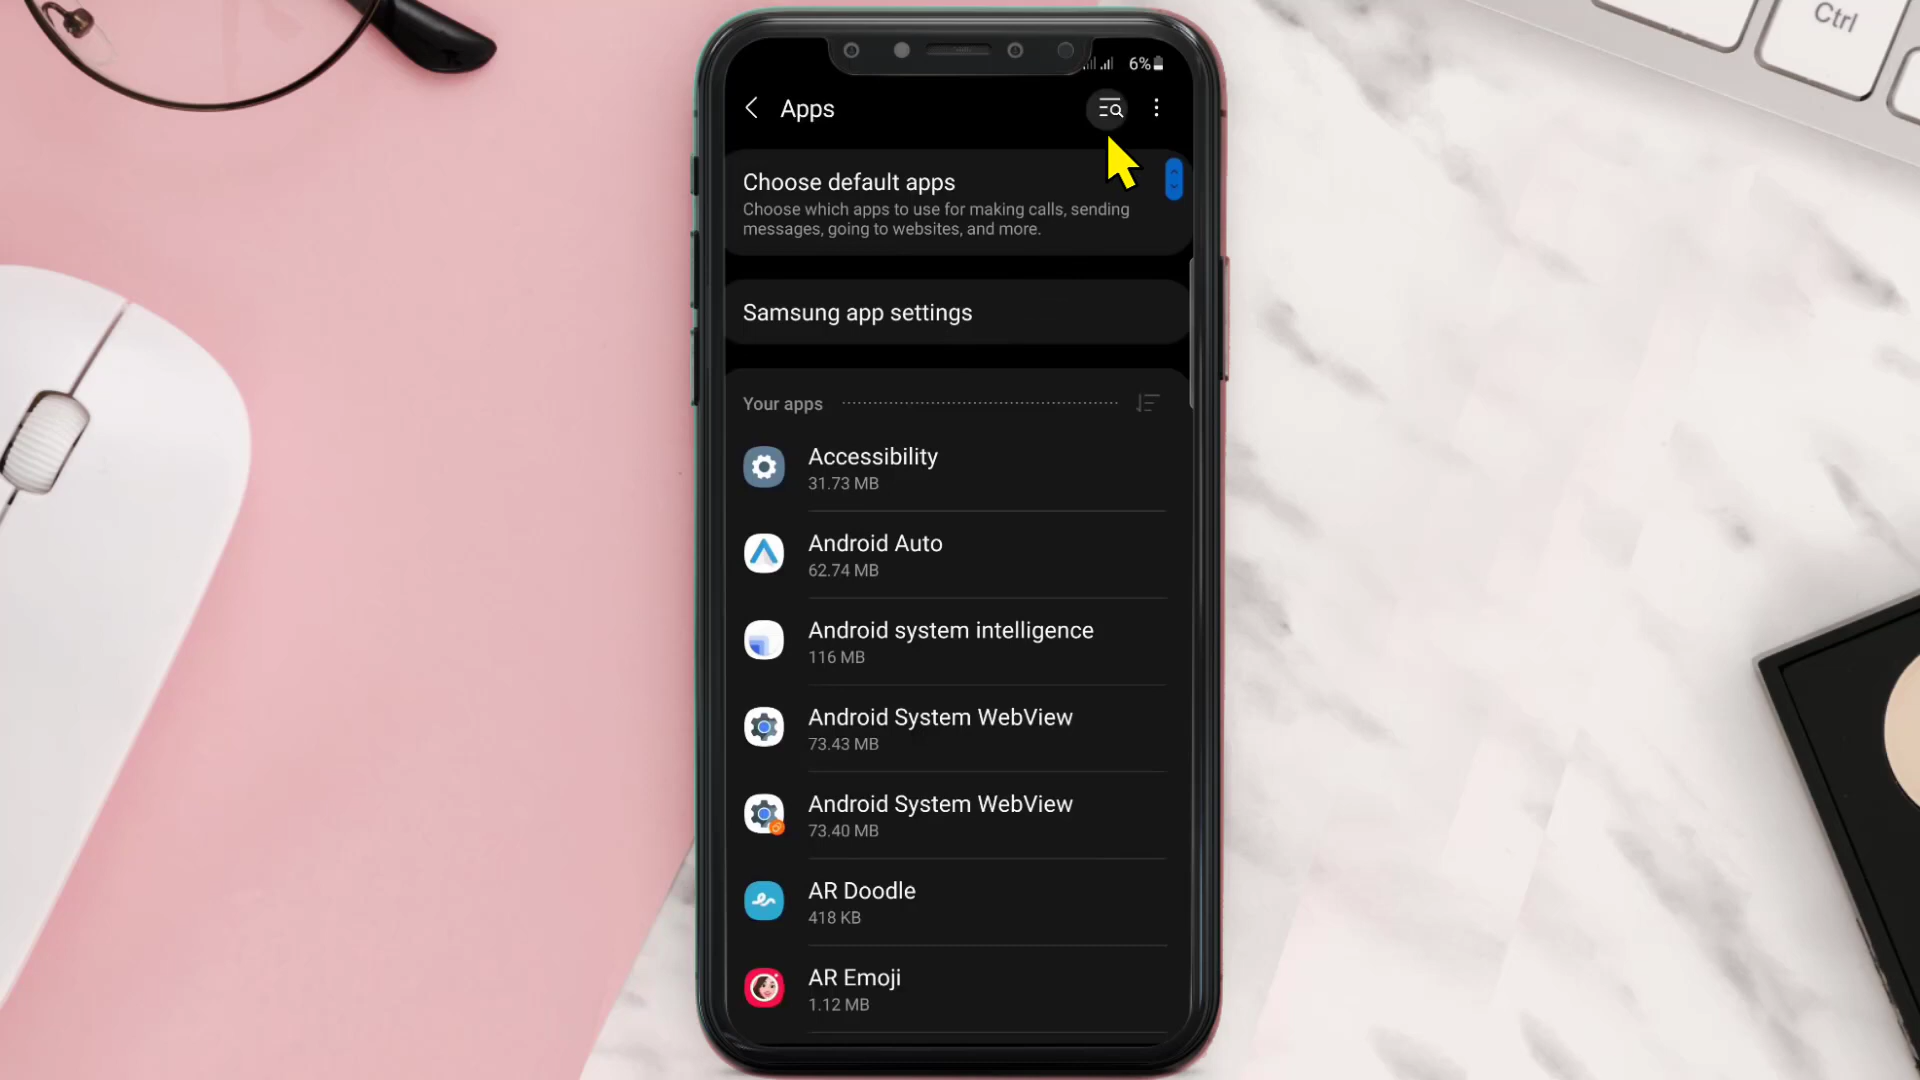 Ctrl
6%
Apps
Choose default apps
Choose which apps to use for making calls, sending
messages, going to websites, and more.
Samsung app settings
Your apps
Accessibility
31.73 MB
Android Auto
62.74 MB
Android system intelligence
116 MB
Android System WebView
73.43 MB
Android System WebView
73.40 MB
AR Doodle
418 KB
AR Emoji
1.12 MB